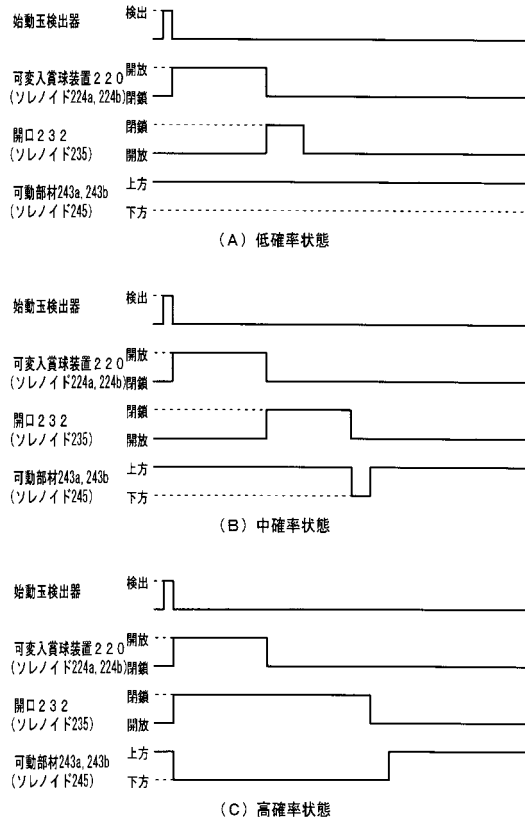 始動玉検出器
検出
可変入賞球装置220
(ソレノイド224a, 224b)
開放
閉鎖
開口232
(ソレノイド235)
閉鎖
開放
可動部材243a, 243b
(ソレノイド245)
上方
下方
(A) 低確率状態
始動玉検出器
検出
可変入賞球装置220
(ソレノイド224a, 224b)
開放
閉鎖
開口232
(ソレノイド235)
閉鎖
開放
可動部材243a, 243b
(ソレノイド245)
上方
下方
(B) 中確率状態
始動玉検出器
検出
可変入賞球装置220
(ソレノイド224a, 224b)
開放
閉鎖
開口232
(ソレノイド235)
閉鎖
開放
可動部材243a, 243b
(ソレノイド245)
上方
下方
(C) 高確率状態